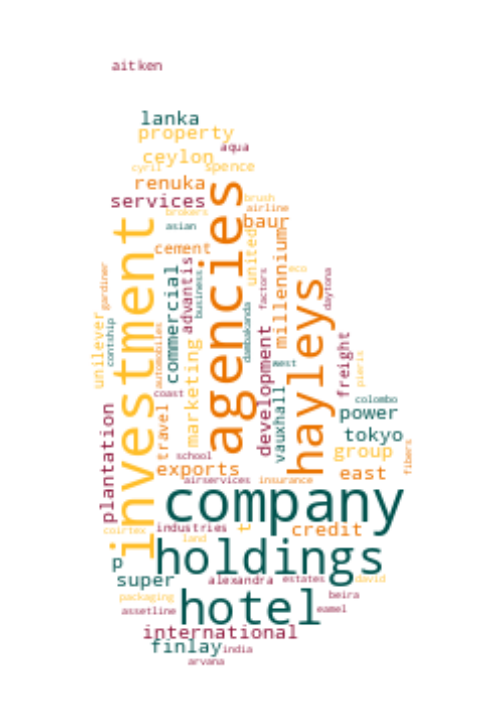 aitken
lanka
property
aqua
ceylon
cyril
spence
renuka
services
brush
brokers
airline
asian
baur
cement
investment
agencies
hayleys
united
millennium
eco
gardiner
unilever
contship
commercial
advantis
business
factors
daytona
automobiles
marketing
dambakanda
development
west
vauxhall
freight
pieris
travel
coast
plantation
colombo
power
tokyo
group
fibers
school
exports
airservices
insurance
east
company
coirtex
industries
t
land
credit
holdings
p
super
alexandra
estates
david
packaging
beira
assetline
hotel
eamel
international
finlay
india
arvana